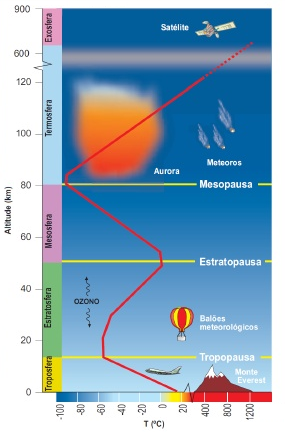 900
600
120
100
80
60
40
20
0
Altitude (km)
Exosfera
Termosfera
Mesosfera
Estratosfera
Troposfera
Satélite
Aurora
Meteoros
Mesopausa
Estratopausa
OZONO
Balões
meteorológicos
Tropopausa
Monte
Everest
-100
-80
-60
-40
-20
0
20
200
400
800
1200
T (°C)